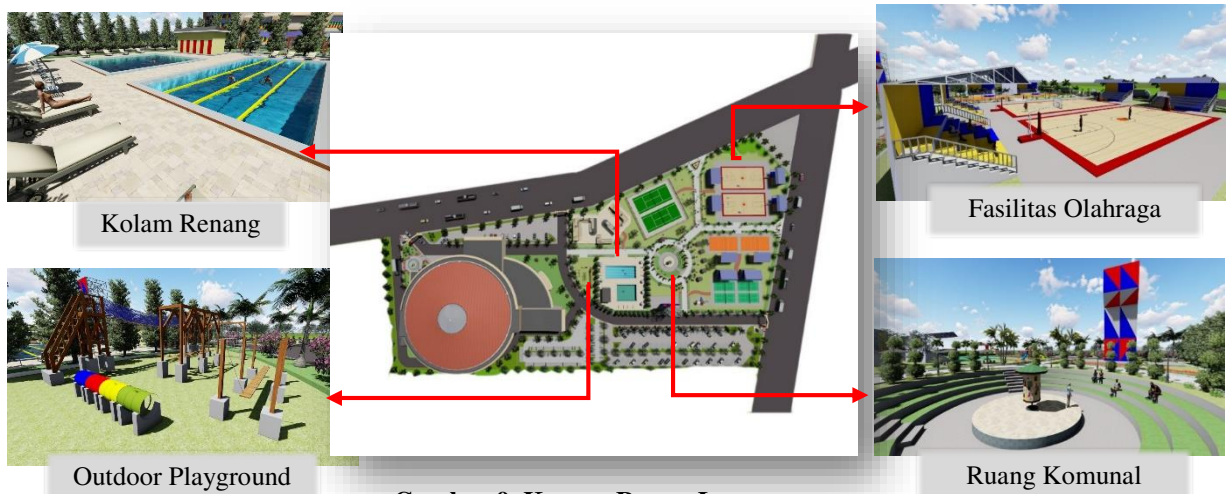 Kolam Renang
Fasilitas Olahraga
Outdoor Playground
Ruang Komunal